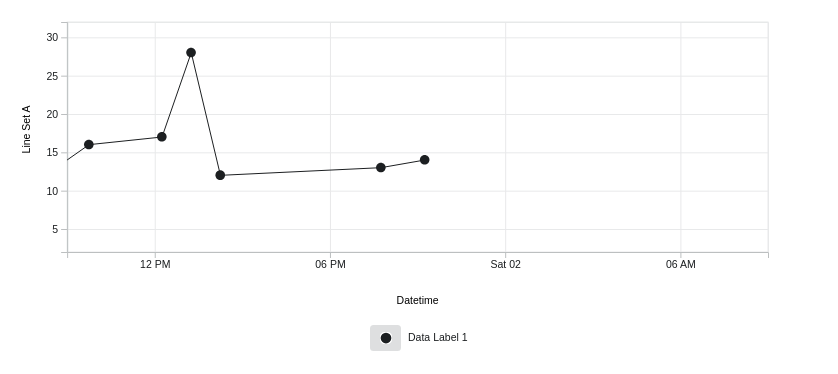 30
25
20
15
10
5
Line Set A
12 PM
06 PM
Sat 02
06 AM
Datetime
Data Label 1